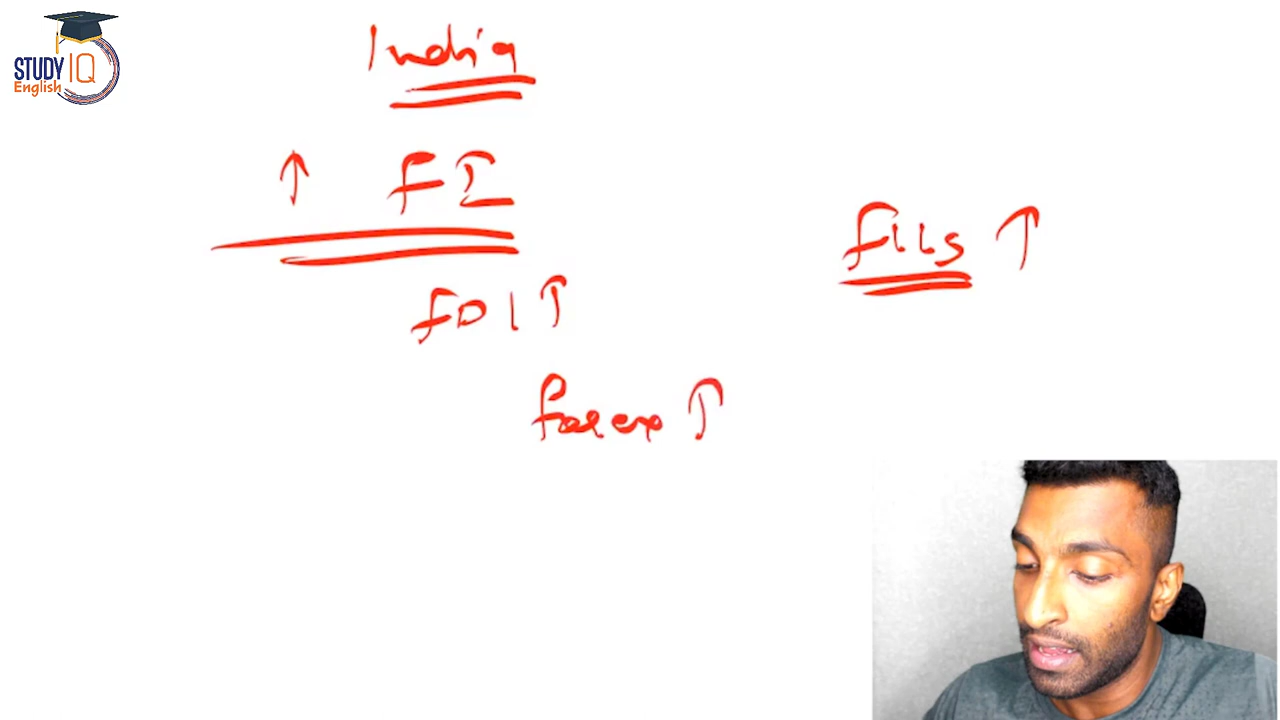 STUDY IQ
English
India
↑ FI
FIIs ↑
FDI ↑
forex ↑